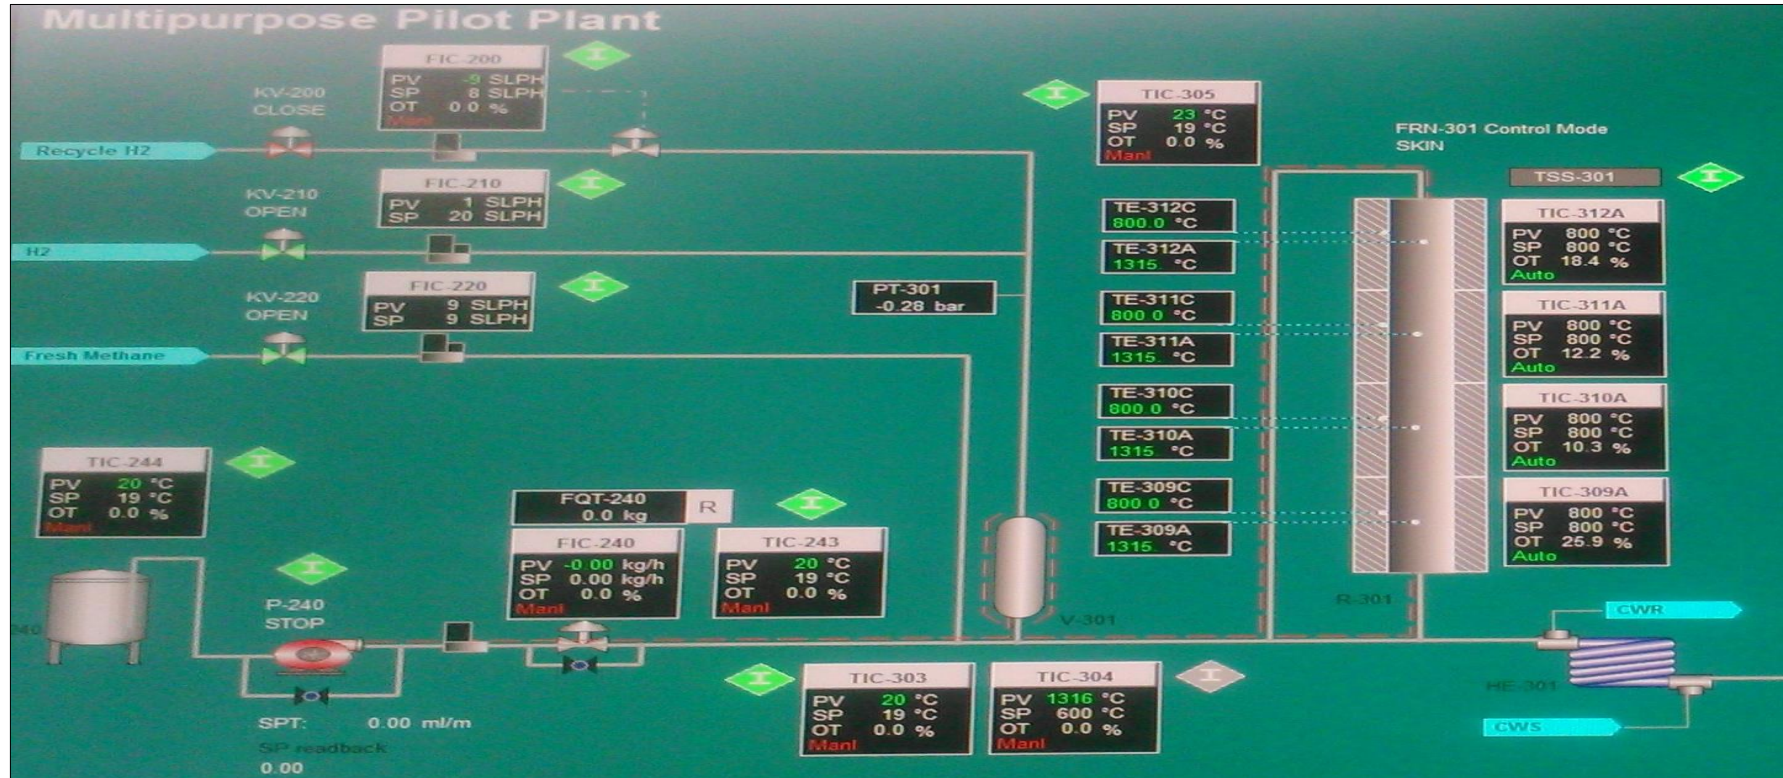 Multipurpose Pilot Plant
FIC-200
PV -9 SLPH
SP 8 SLPH
OT 0.0 %
Manl
KV-200
CLOSE
Recycle H2
FIC-210
PV 1 SLPH
SP 20 SLPH
KV-210
OPEN
H2
FIC-220
PV 9 SLPH
SP 9 SLPH
KV-220
OPEN
Fresh Methane
PT-301
-0.28 bar
TIC-305
PV 23 °C
SP 19 °C
OT 0.0 %
Manl
FRN-301 Control Mode
SKIN
TSS-301
TE-312C
800.0 °C
TE-312A
1315. °C
TE-311C
800.0 °C
TE-311A
1315. °C
TE-310C
800.0 °C
TE-310A
1315 °C
TE-309C
800.0 °C
TE-309A
1315. °C
TIC-312A
PV 800 °C
SP 800 °C
OT 18.4 %
Auto
TIC-311A
PV 800 °C
SP 800 °C
OT 12.2 %
Auto
TIC-310A
PV 800 °C
SP 800 °C
OT 10.3 %
Auto
TIC-309A
PV 800 °C
SP 800 °C
OT 25.9 %
Auto
TIC-244
PV 20 °C
SP 19 °C
OT 0.0 %
Manl
FQT-240
0.0 kg
R
FIC-240
PV -0.00 kg/h
SP 0.00 kg/h
OT 0.0 %
Manl
TIC-243
PV 20 °C
SP 19 °C
OT 0.0 %
Manl
P-240
STOP
V-301
R-301
CWR
HE-301
CWS
TIC-303
PV 20 °C
SP 19 °C
OT 0.0 %
Manl
TIC-304
PV 1316 °C
SP 600 °C
OT 0.0 %
Manl
SPT: 0.00 ml/m
SP readback
0.00